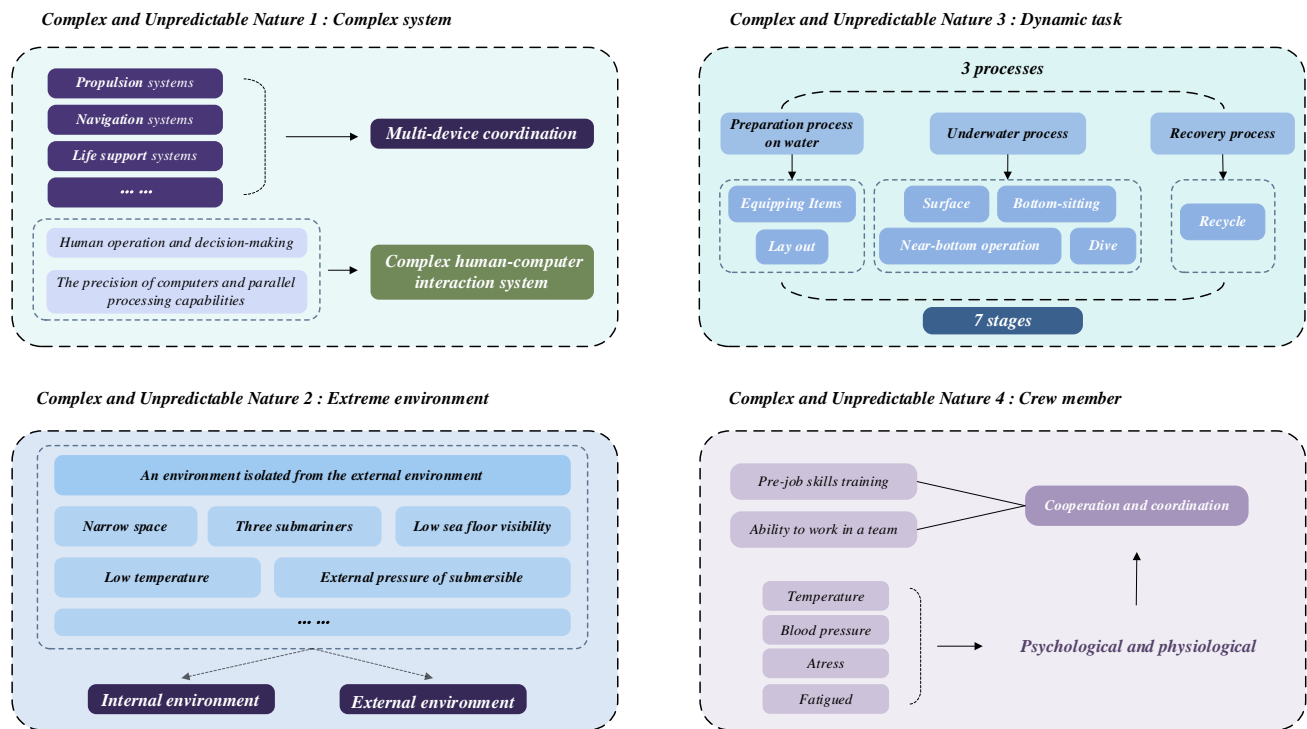 Complex and Unpredictable Nature 1 : Complex system
Propulsion systems
Navigation systems
Life support systems
... ...
Multi-device coordination
Human operation and decision-making
The precision of computers and parallel
processing capabilities
Complex human-computer
interaction system
Complex and Unpredictable Nature 3 : Dynamic task
3 processes
Preparation process
on water
Underwater process
Recovery process
Equipping Items
Lay out
Surface
Bottom-sitting
Near-bottom operation
Dive
Recycle
7 stages
Complex and Unpredictable Nature 2 : Extreme environment
An environment isolated from the external environment
Narrow space
Three submariners
Low sea floor visibility
Low temperature
External pressure of submersible
... ...
Internal environment
External environment
Complex and Unpredictable Nature 4 : Crew member
Pre-job skills training
Ability to work in a team
Cooperation and coordination
Temperature
Blood pressure
Atress
Fatigued
Psychological and physiological